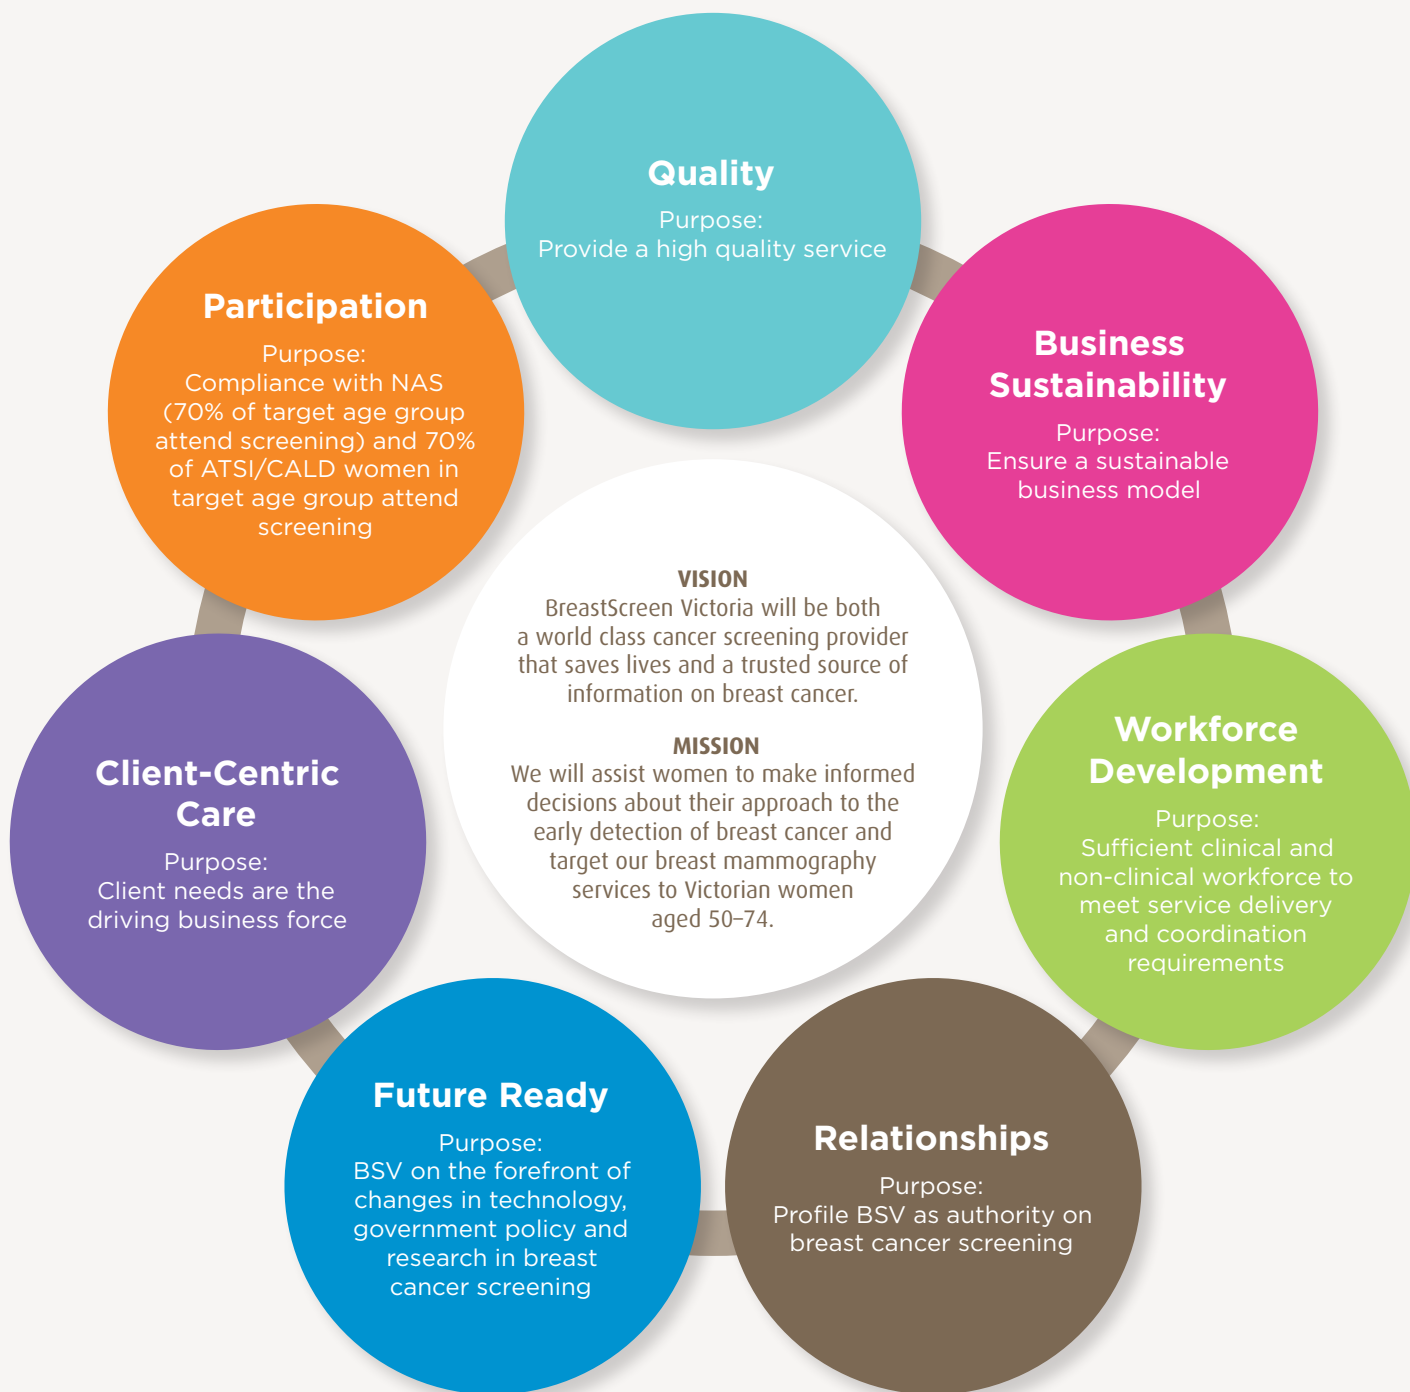 Quality
Purpose:
Provide a high quality service
Business
Sustainability
Purpose:
Ensure a sustainable
business model
Workforce
Development
Purpose:
Sufficient clinical and
non-clinical workforce to
meet service delivery
and coordination
requirements
Relationships
Purpose:
Profile BSV as authority on
breast cancer screening
Future Ready
Purpose:
BSV on the forefront of
changes in technology,
government policy and
research in breast
cancer screening
Client-Centric
Care
Purpose:
Client needs are the
driving business force
Participation
Purpose:
Compliance with NAS
(70% of target age group
attend screening) and 70%
of ATSI/CALD women in
target age group attend
screening
VISION
BreastScreen Victoria will be both
a world class cancer screening provider
that saves lives and a trusted source of
information on breast cancer.
MISSION
We will assist women to make informed
decisions about their approach to the
early detection of breast cancer and
target our breast mammography
services to Victorian women
aged 50–74.